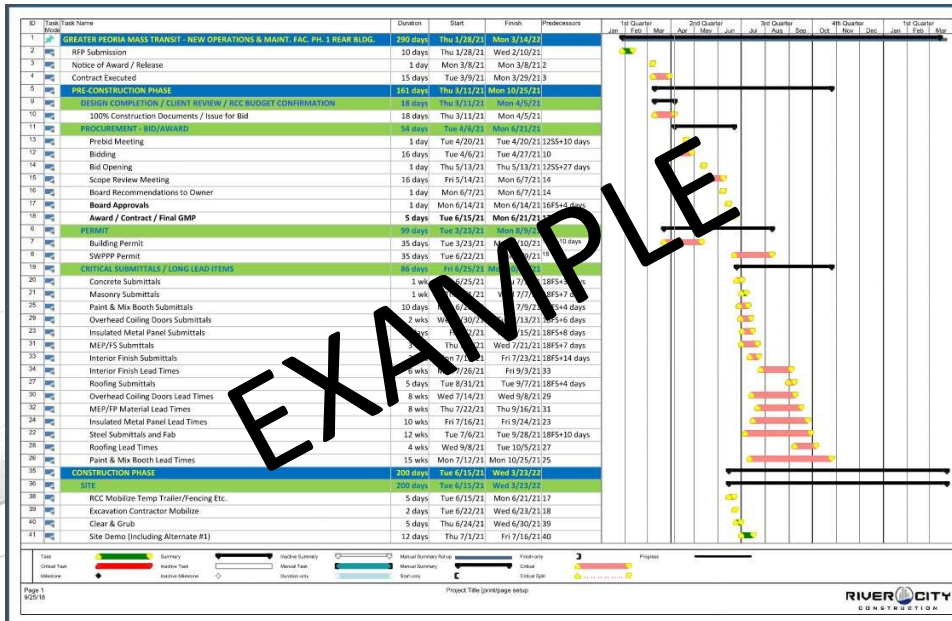 ID Task Mode Task Name Duration Start Finish Predecessors 1st Quarter 2nd Quarter 3rd Quarter 4th Quarter 1st Quarter
Jan Feb Mar Apr May Jun Jul Aug Sep Oct Nov Dec Jan Feb Mar
1 GREATER PEORIA MASS TRANSIT - NEW OPERATIONS & MAINT. FAC. PH. 1 REAR BLDG. 290 days Thu 1/28/21 Mon 3/14/22
2 RFP Submission 10 days Thu 1/28/21 Wed 2/10/21
3 Notice of Award / Release 1 day Mon 3/8/21 Mon 3/8/21 2
4 Contract Executed 15 days Tue 3/9/21 Mon 3/29/21 3
5 PRE-CONSTRUCTION PHASE 161 days Thu 3/11/21 Mon 10/25/21
9 DESIGN COMPLETION / CLIENT REVIEW / RCC BUDGET CONFIRMATION 18 days Thu 3/11/21 Mon 4/5/21
10 100% Construction Documents / Issue for Bid 18 days Thu 3/11/21 Mon 4/5/21
11 PROCUREMENT - BID/AWARD 54 days Tue 4/6/21 Mon 6/21/21
13 Prebid Meeting 1 day Tue 4/20/21 Tue 4/20/21 12SS+10 days
12 Bidding 16 days Tue 4/6/21 Tue 4/27/21 10
14 Bid Opening 1 day Thu 5/13/21 Thu 5/13/21 12SS+27 days
15 Scope Review Meeting 16 days Fri 5/14/21 Mon 6/7/21 14
16 Board Recommendations to Owner 1 day Mon 6/7/21 Mon 6/7/21 14
17 Board Approvals 1 day Mon 6/14/21 Mon 6/14/21 16FS+4 days
18 Award / Contract / Final GMP 5 days Tue 6/15/21 Mon 6/21/21
6 PERMIT 99 days Tue 3/23/21 Mon 8/9/21
7 Building Permit 35 days Tue 3/23/21 10 days
8 SWPPP Permit 35 days Tue 6/22/21 18
19 CRITICAL SUBMITTALS / LONG LEAD ITEMS 86 days Fri 6/25/21
20 Concrete Submittals 1 wk 6/25/21
21 Masonry Submittals 1 wk
25 Paint & Mix Booth Submittals 10 days
29 Overhead Coiling Doors Submittals 2 wks
23 Insulated Metal Panel Submittals 18FS+8 days
31 MEP/FS Submttals Thu Wed 7/21/21 18FS+7 days
33 Interior Finish Submittals Fri 7/23/21 18FS+14 days
34 Interior Finish Lead Times 6 wks 7/26/21 Fri 9/3/21 33
27 Roofing Submittals 5 days Tue 8/31/21 Tue 9/7/21 18FS+4 days
30 Overhead Coiling Doors Lead Times 8 wks Wed 7/14/21 Wed 9/8/21 29
32 MEP/FP Material Lead Times 8 wks Thu 7/22/21 Thu 9/16/21 31
24 Insulated Metal Panel Lead Times 10 wks Fri 7/16/21 Fri 9/24/21 23
22 Steel Submittals and Fab 12 wks Tue 7/6/21 Tue 9/28/21 18FS+10 days
28 Roofing Lead Times 4 wks Wed 9/8/21 Tue 10/5/21 27
26 Paint & Mix Booth Lead Times 15 wks Mon 7/12/21 Mon 10/25/21 25
35 CONSTRUCTION PHASE 200 days Tue 6/15/21 Wed 3/23/22
36 SITE 200 days Tue 6/15/21 Wed 3/23/22
38 RCC Mobilize Temp Trailer/Fencing Etc. 5 days Tue 6/15/21 Mon 6/21/21 17
39 Excavation Contractor Mobilize 2 days Tue 6/22/21 Wed 6/23/21 18
40 Clear & Grub 5 days Thu 6/24/21 Wed 6/30/21 39
41 Site Demo (Including Alternate #1) 12 days Thu 7/1/21 Fri 7/16/21 40
EXAMPLE
Task Summary Inactive Summary Manual Summary Rollup Finish-only Progress
Critical Task Inactive Task Manual Task Manual Summary Critical
Milestone Inactive Milestone Duration-only Start-only Critical Split
Page 1 Project Title (print/page setup
9/25/18
RIVER CITY
CONSTRUCTION